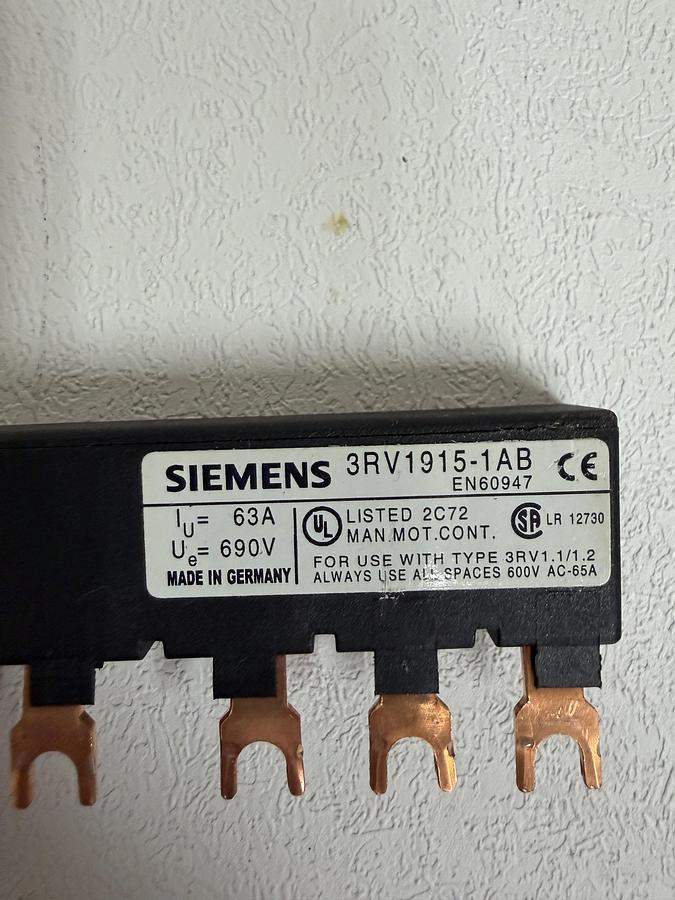 SIEMENS 3RV1915-1AB CE
EN60947
IU= 63A
Ue= 690V
MADE IN GERMANY
UL LISTED 2C72
MAN.MOT.CONT.
SA LR 12730
FOR USE WITH TYPE 3RV1.1/1.2
ALWAYS USE ALL SPACES 600V AC-65A